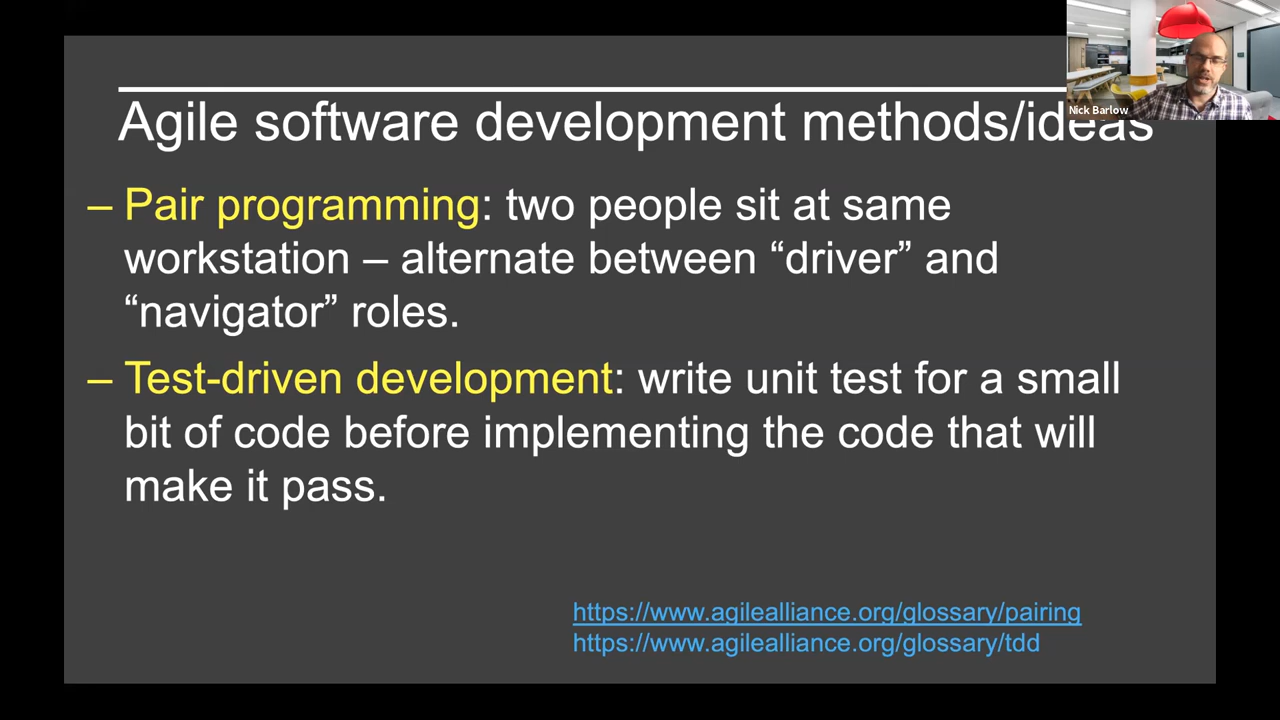 Nick Barlow
Agile software development methods/ideas
– Pair programming: two people sit at same
workstation – alternate between “driver” and
“navigator” roles.
– Test-driven development: write unit test for a small
bit of code before implementing the code that will
make it pass.
https://www.agilealliance.org/glossary/pairing
https://www.agilealliance.org/glossary/tdd